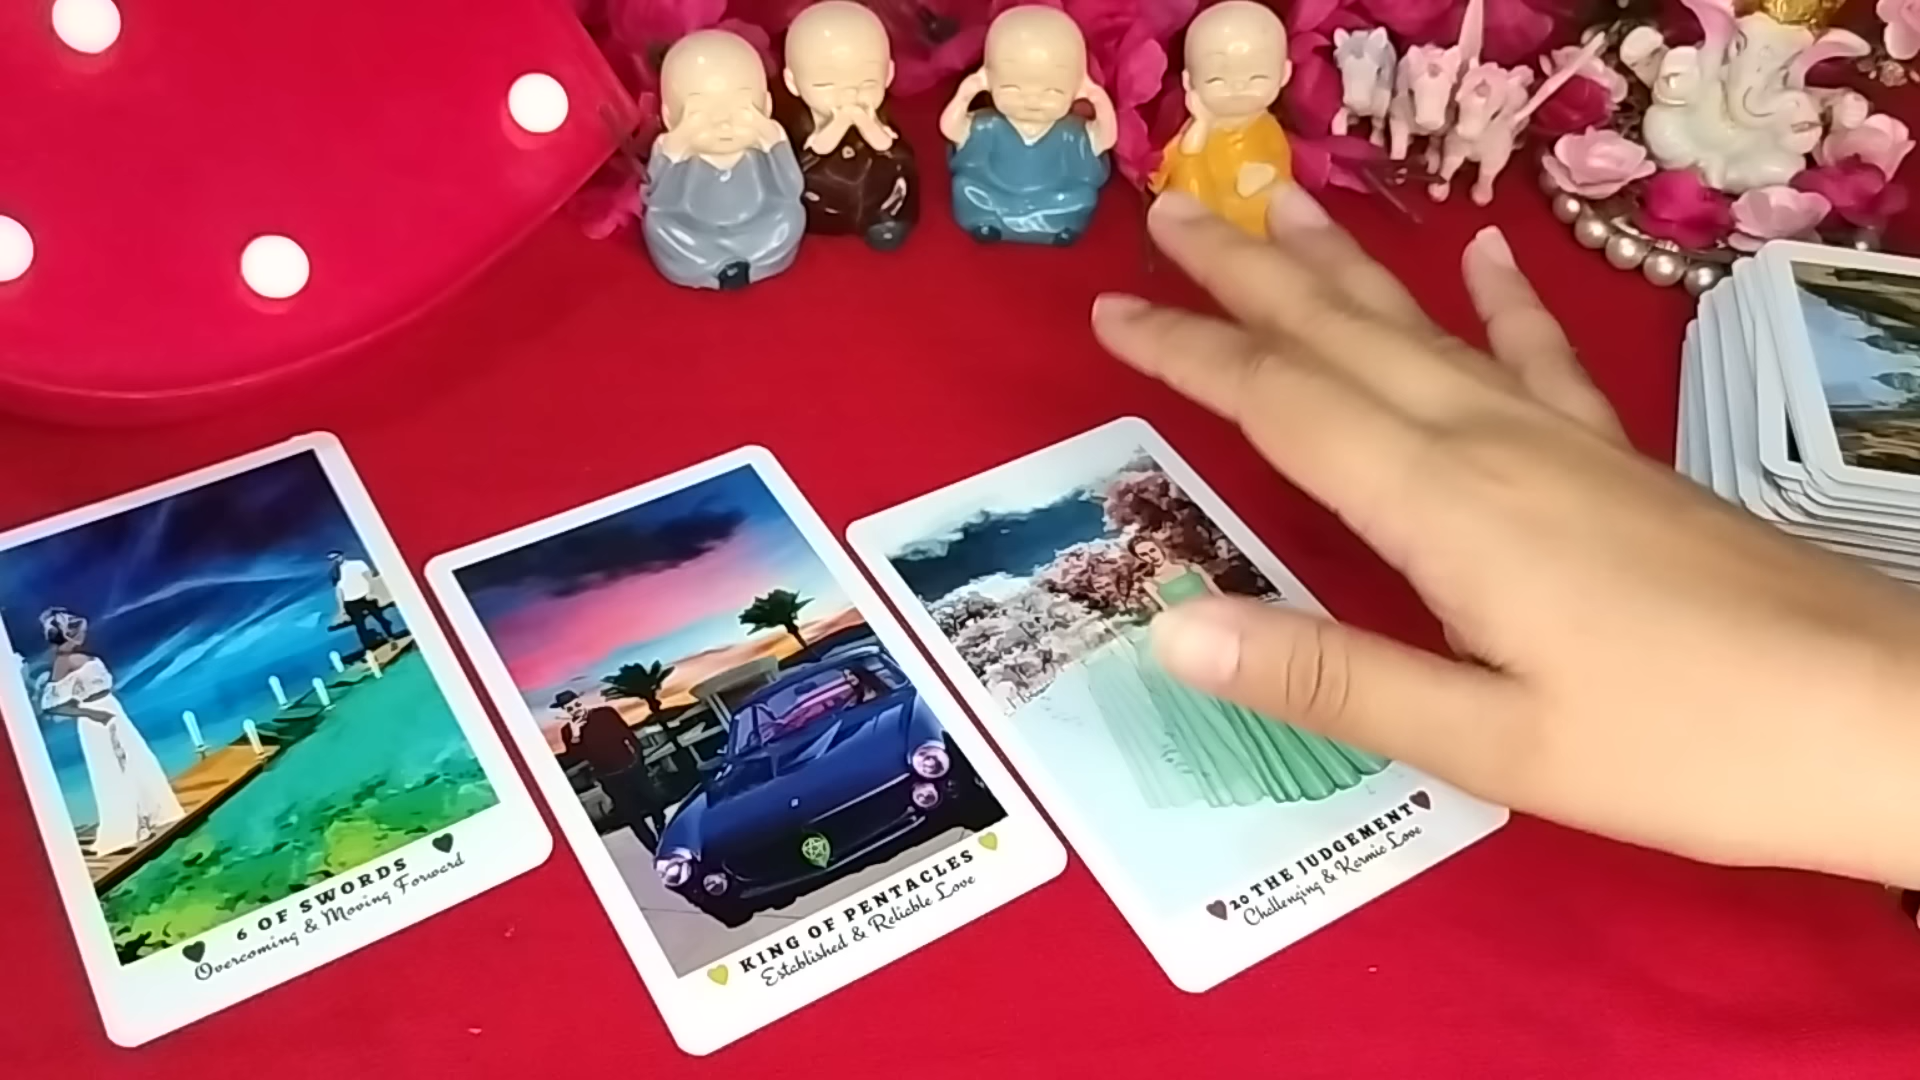 6 OF SWORDS
Overcoming & Moving Forward
KING OF PENTACLES
Established & Reliable Love
20 THE JUDGEMENT
Challenging & Karmic Love